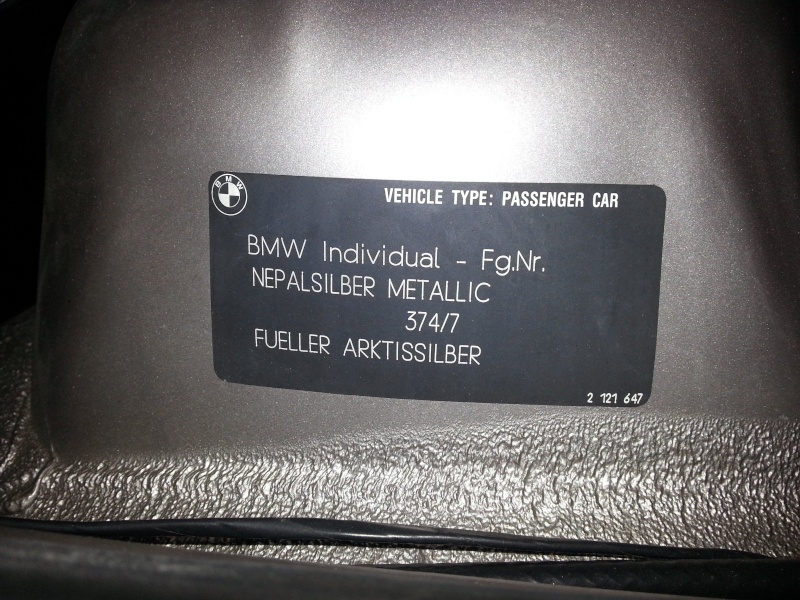 BMW
VEHICLE TYPE: PASSENGER CAR
BMW Individual - Fg.Nr.
NEPALSILBER METALLIC
374/7
FUELLER ARKTISSILBER
2 121 647